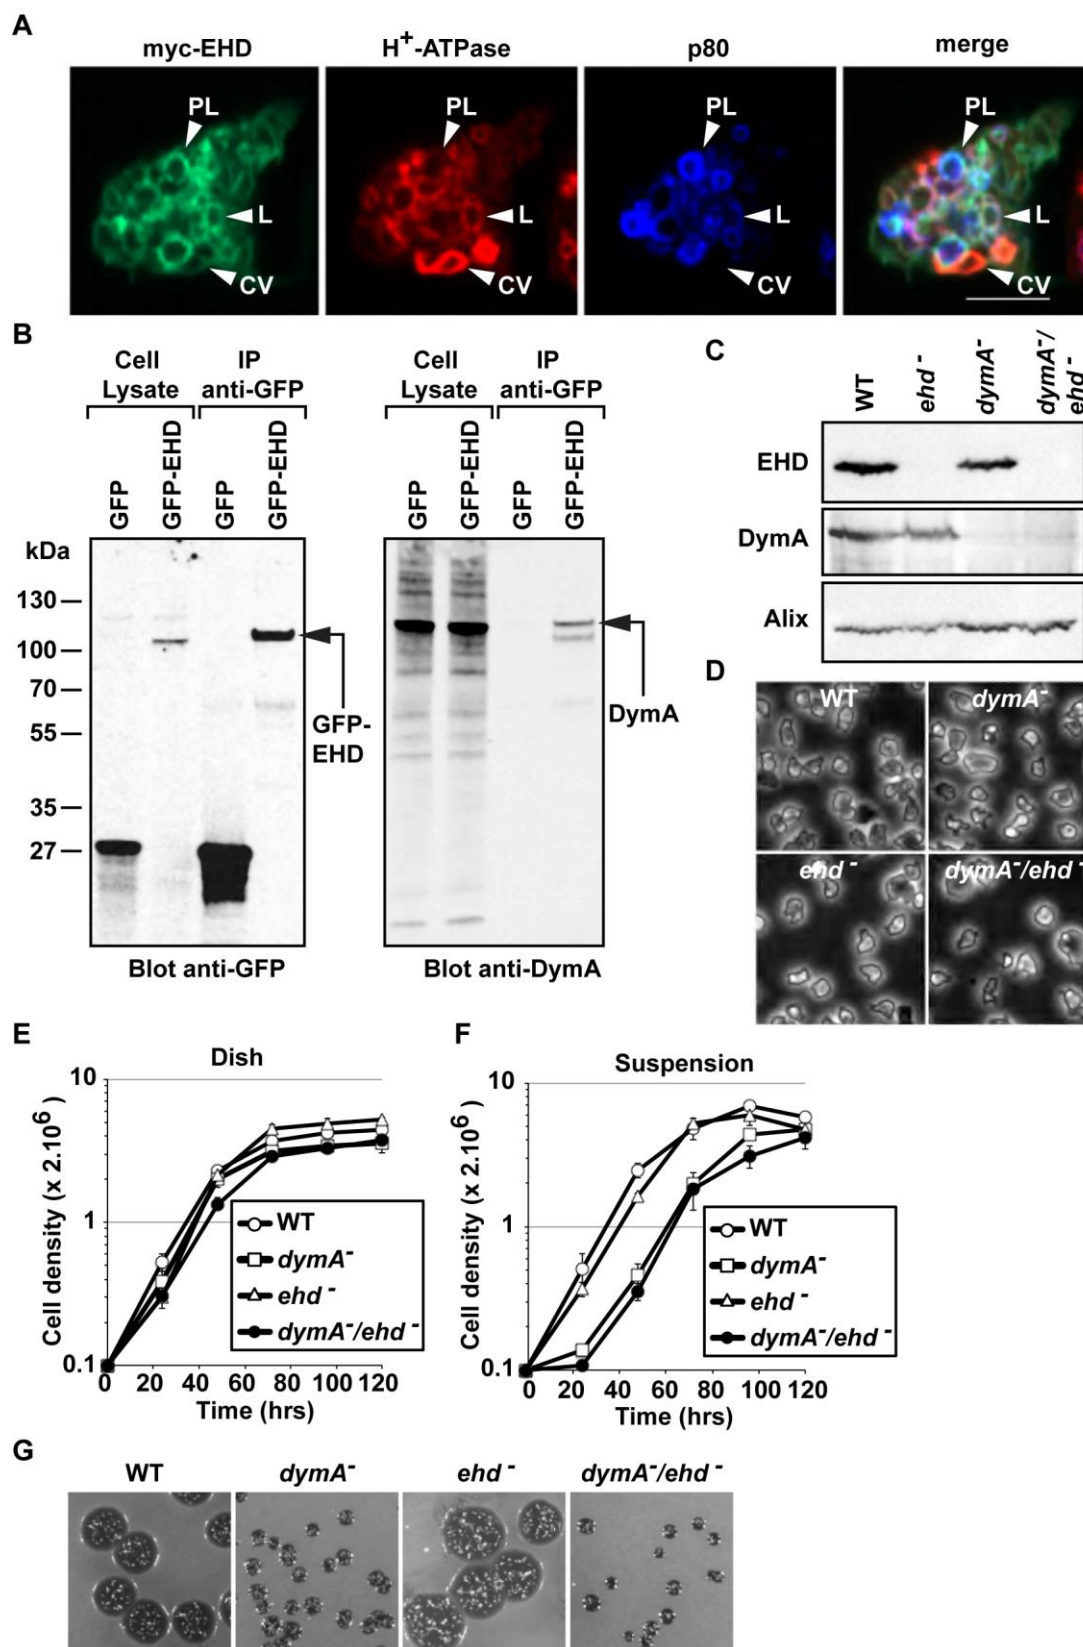 A
myc-EHD
H+-ATPase
p80
merge
PL
L
CV
PL
L
CV
PL
L
CV
PL
L
CV
B
Cell Lysate
IP anti-GFP
GFP
GFP-EHD
GFP
GFP-EHD
kDa
130
100
70
55
35
27
GFP-EHD
Blot anti-GFP
Cell Lysate
IP anti-GFP
GFP
GFP-EHD
GFP
GFP-EHD
DymA
Blot anti-DymA
C
WT
ehd -
dymA-
dymA-/ ehd -
EHD
DymA
Alix
D
WT
dymA-
ehd -
dymA-/ehd -
E
Dish
Cell density (x 2.10^6)
10
1
0.1
0 20 40 60 80 100 120
Time (hrs)
WT
dymA-
ehd -
dymA-/ehd -
F
Suspension
Cell density (x 2.10^6)
10
1
0.1
0 20 40 60 80 100 120
Time (hrs)
WT
dymA-
ehd -
dymA-/ehd -
G
WT
dymA-
ehd -
dymA-/ehd -